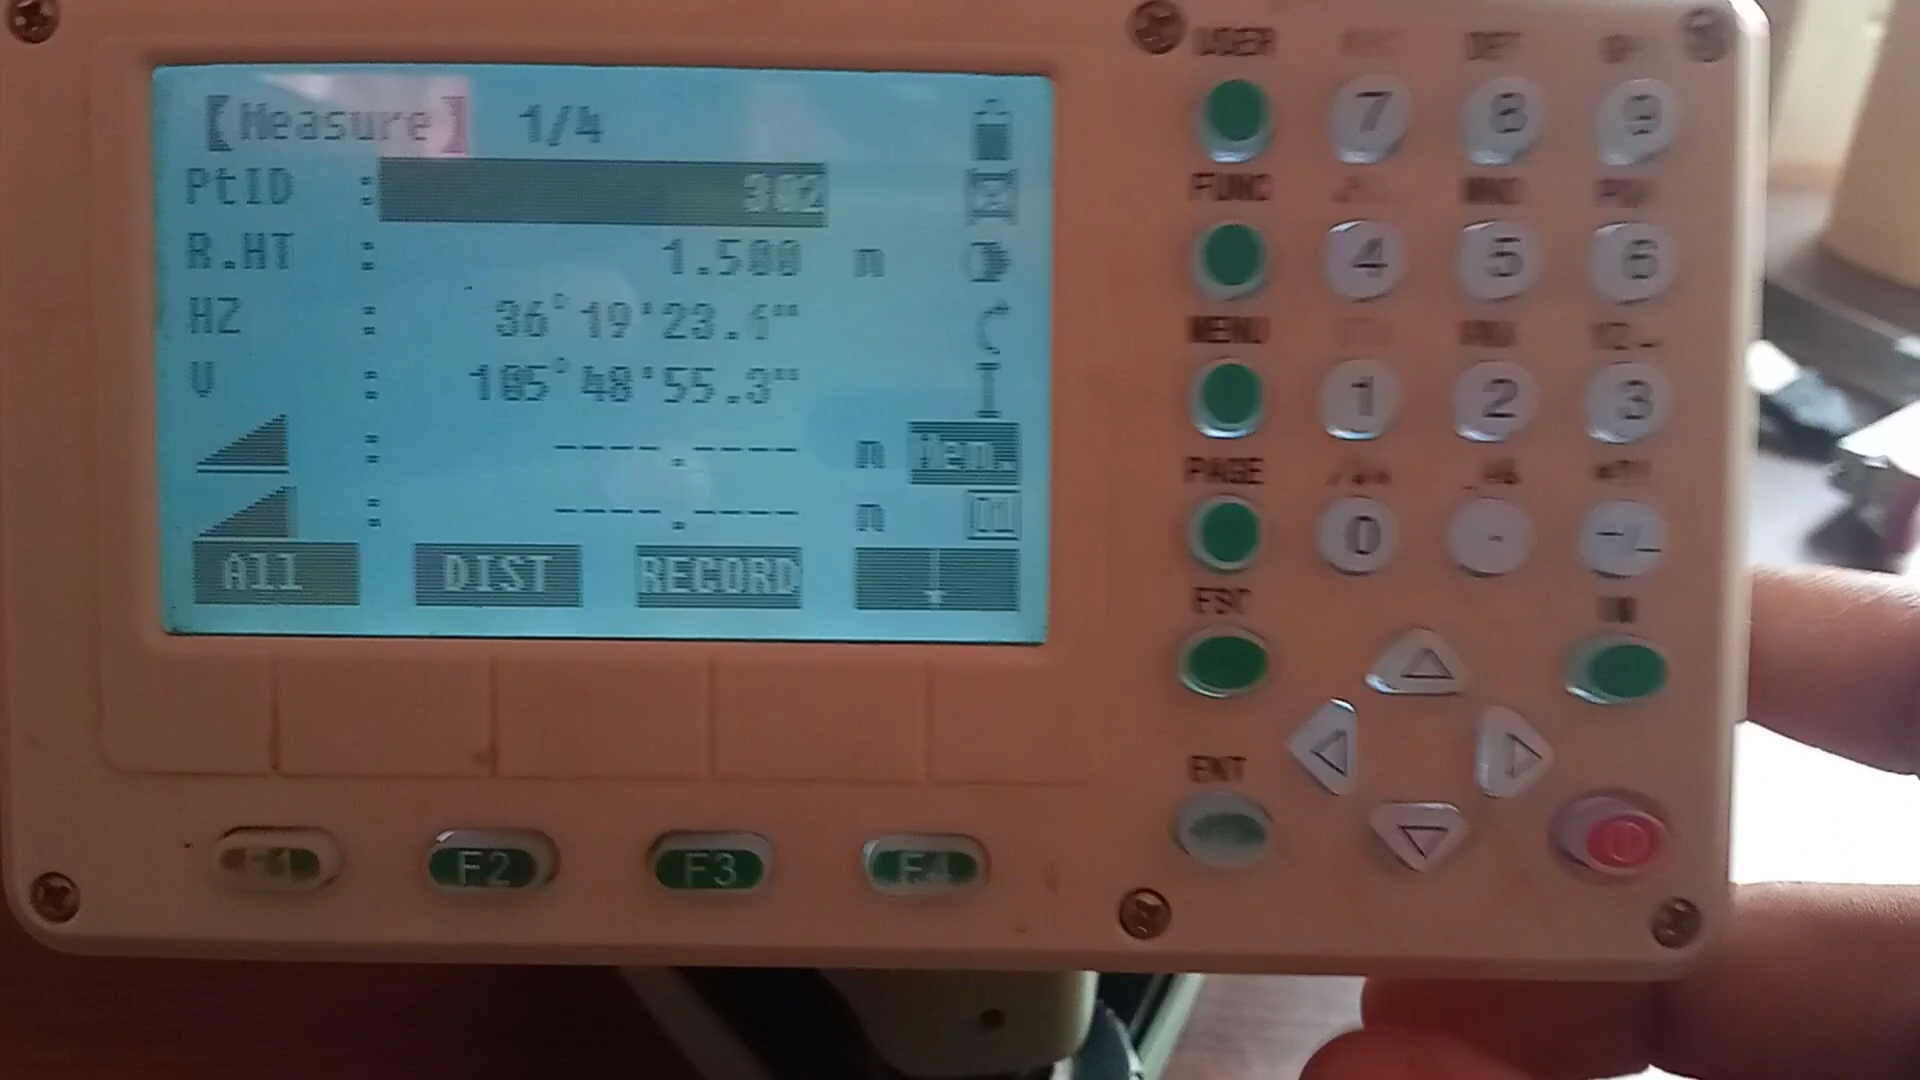 【Measure】 1/4
PtID : 902
R.HT : 1.500 m
HZ : 36°19'23.
V : 105°48'55.3"
: ----.---- m Mem.
: ----.---- m
All DIST RECORD ↓
F1 F2 F3 F4
USER
7 8 9
FUNC
4 5 6
MENU
1 2 3
PAGE
0 . +/-
ESC
ENT